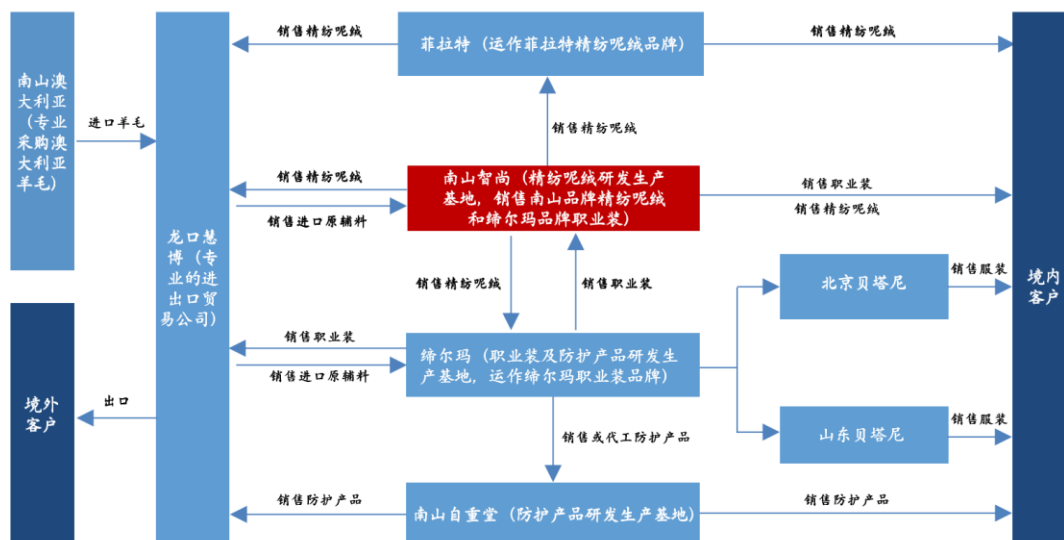 销售精纺呢绒
菲拉特（运作菲拉特精纺呢绒品牌）
销售精纺呢绒
南山澳
大利亚
（专业
采购澳
大利亚
羊毛）
进口羊毛
销售精纺呢绒
销售精纺呢绒
销售进口原辅料
南山智尚（精纺呢绒研发生产
基地，销售南山品牌精纺呢绒
和缔尔玛品牌职业装）
销售职业装
销售精纺呢绒
龙口慧
博（专
业的进
出口贸
易公司）
销售精纺呢绒
销售职业装
北京贝塔尼
销售服装
境内
客户
销售职业装
销售进口原辅料
缔尔玛（职业装及防护产品研发生
产基地，运作缔尔玛职业装品牌）
境外
客户
出口
销售或代工防护产品
山东贝塔尼
销售服装
销售防护产品
南山自重堂（防护产品研发生产基地）
销售防护产品